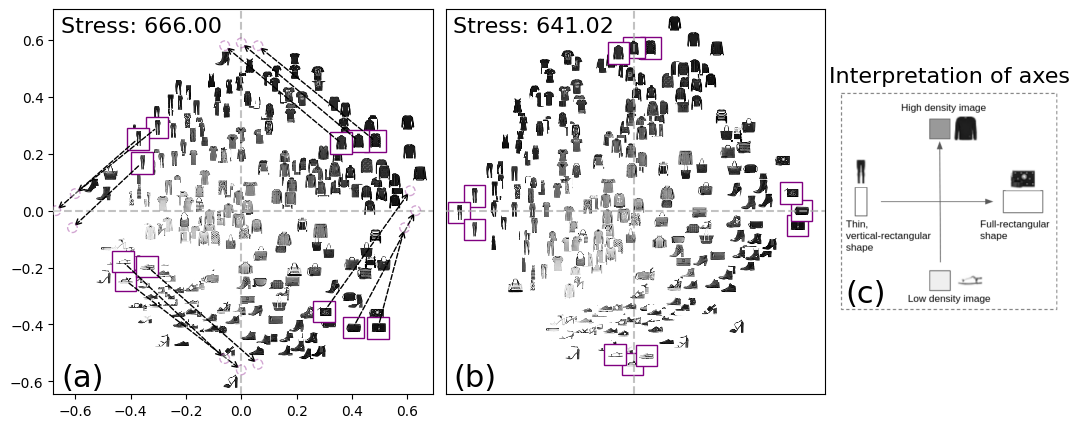 Stress: 666.00
Stress: 641.02
0.6
0.4
0.2
0.0
−0.2
−0.4
−0.6
−0.6 −0.4 −0.2 0.0 0.2 0.4 0.6
(a)
(b)
Interpretation of axes
High density image
Thin,
vertical-rectangular
shape
Full-rectangular
shape
(c)
Low density image